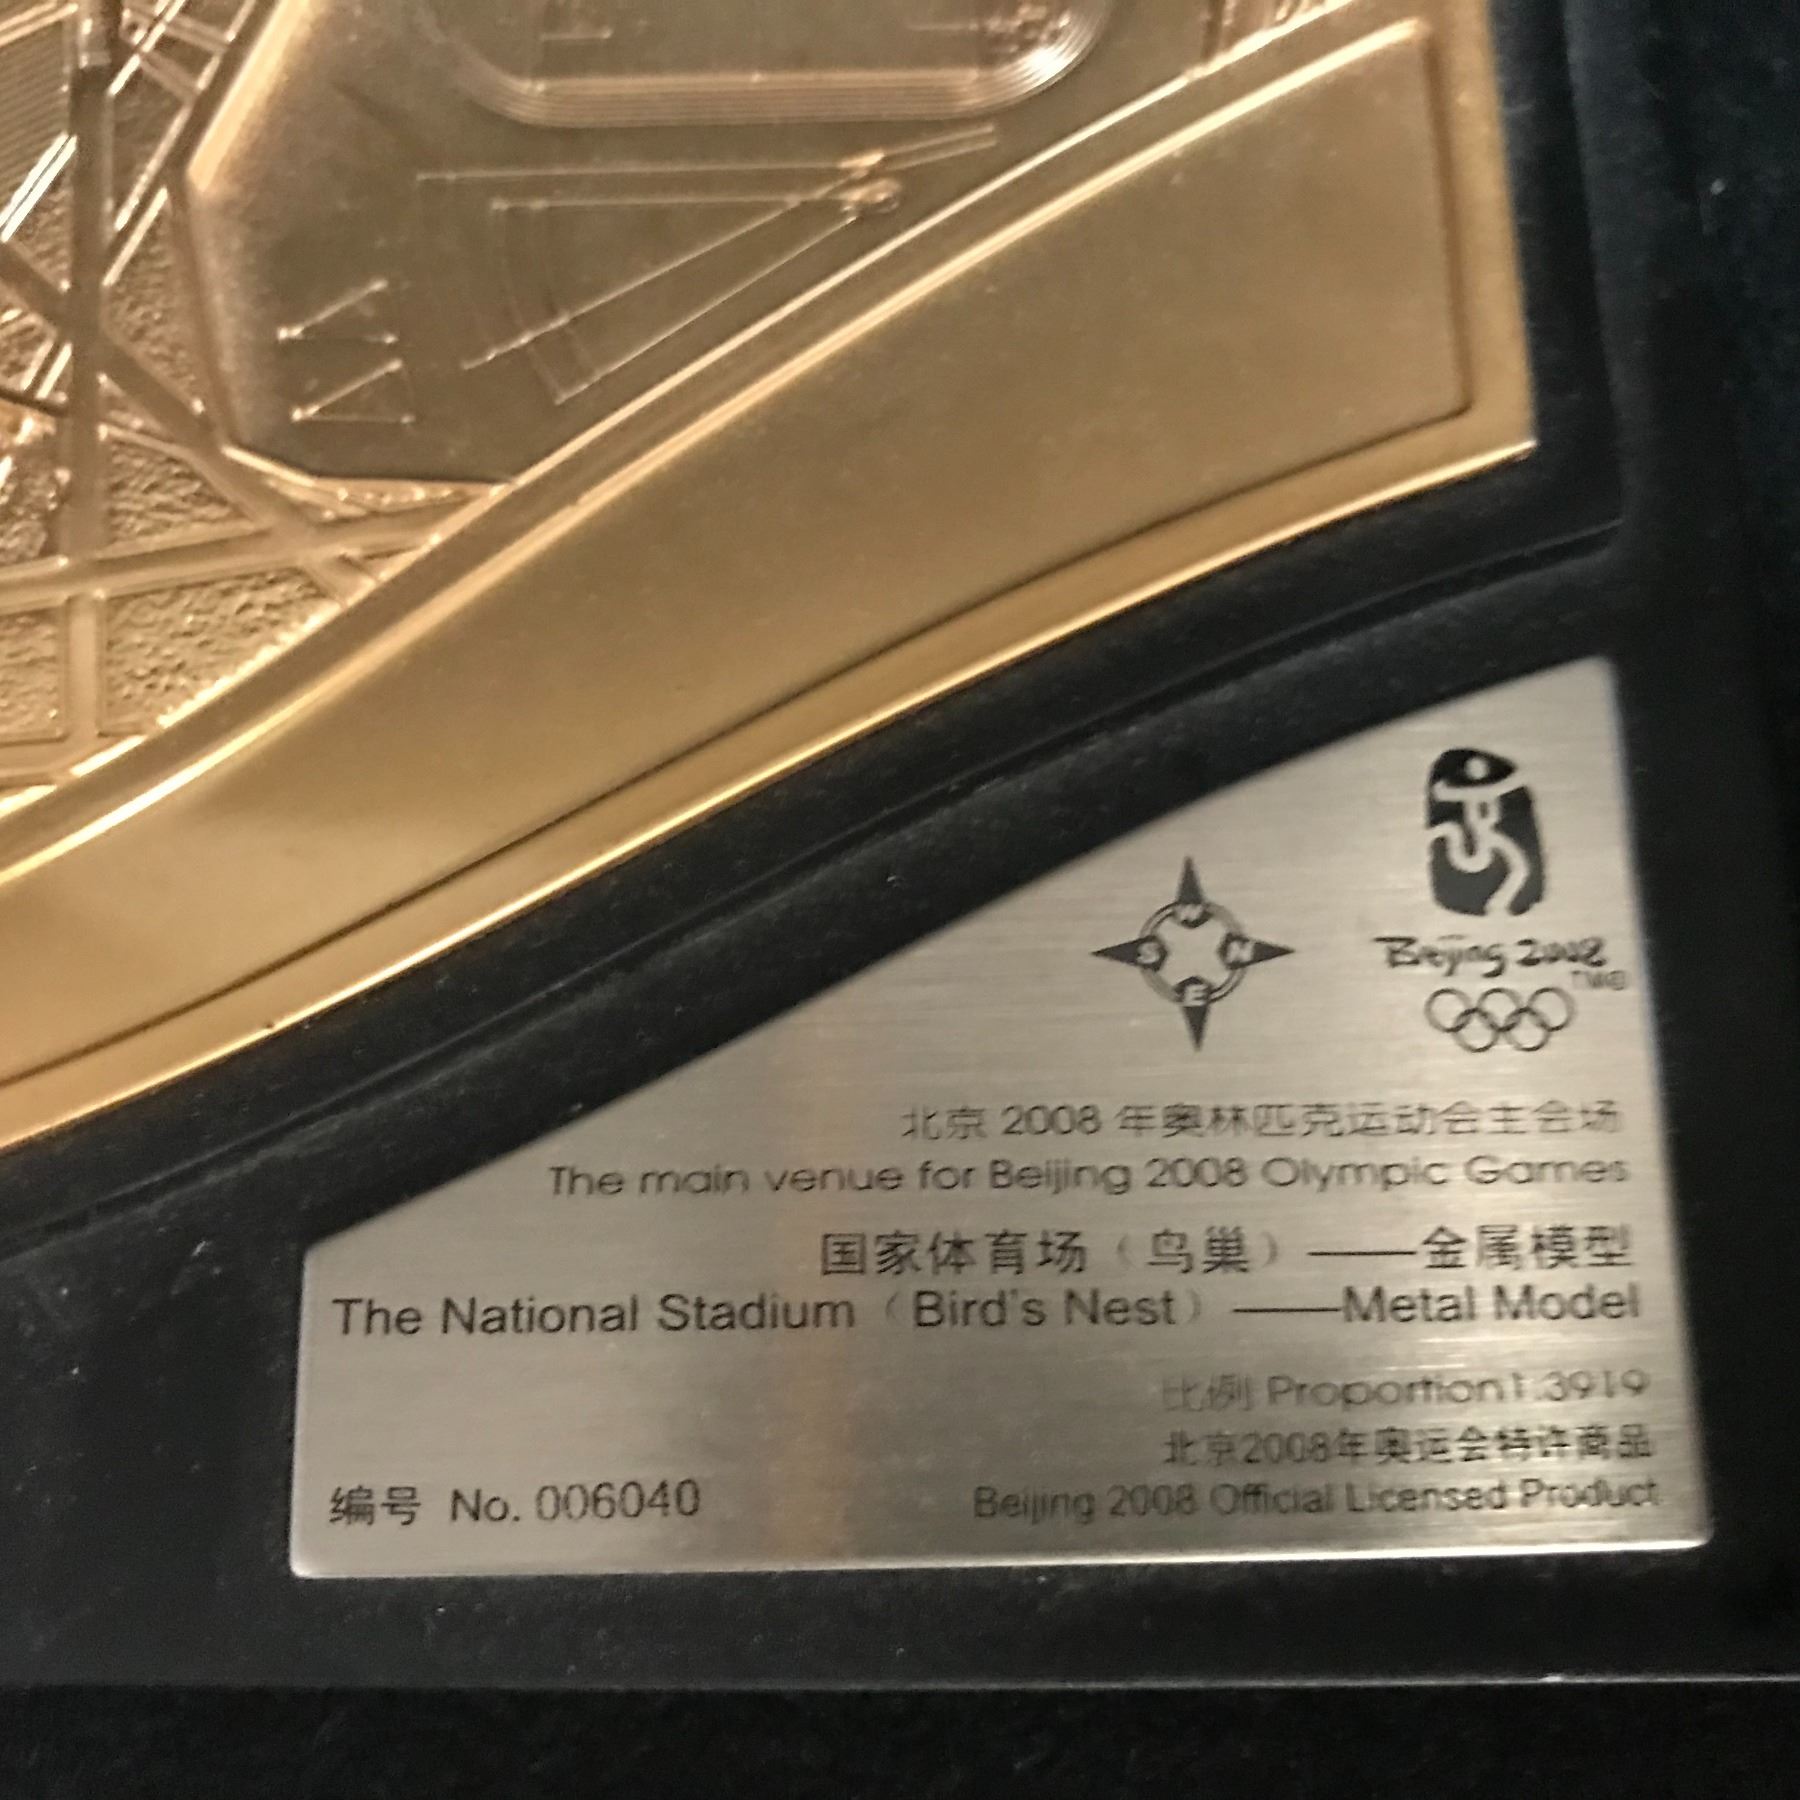 W
S N
E
Beijing 2008
TM©
北京 2008 年奥林匹克运动会主会场
The main venue for Beijing 2008 Olympic Games
国家体育场（鸟巢）——金属模型
The National Stadium（Bird's Nest）——Metal Model
比例 Proportion1:3919
北京2008年奥运会特许商品
编号 No. 006040 Beijing 2008 Official Licensed Product